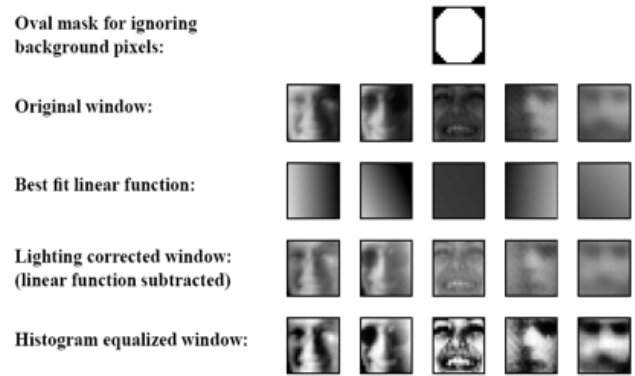 Oval mask for ignoring
background pixels:
Original window:
Best fit linear function:
Lighting corrected window:
(linear function subtracted)
Histogram equalized window: